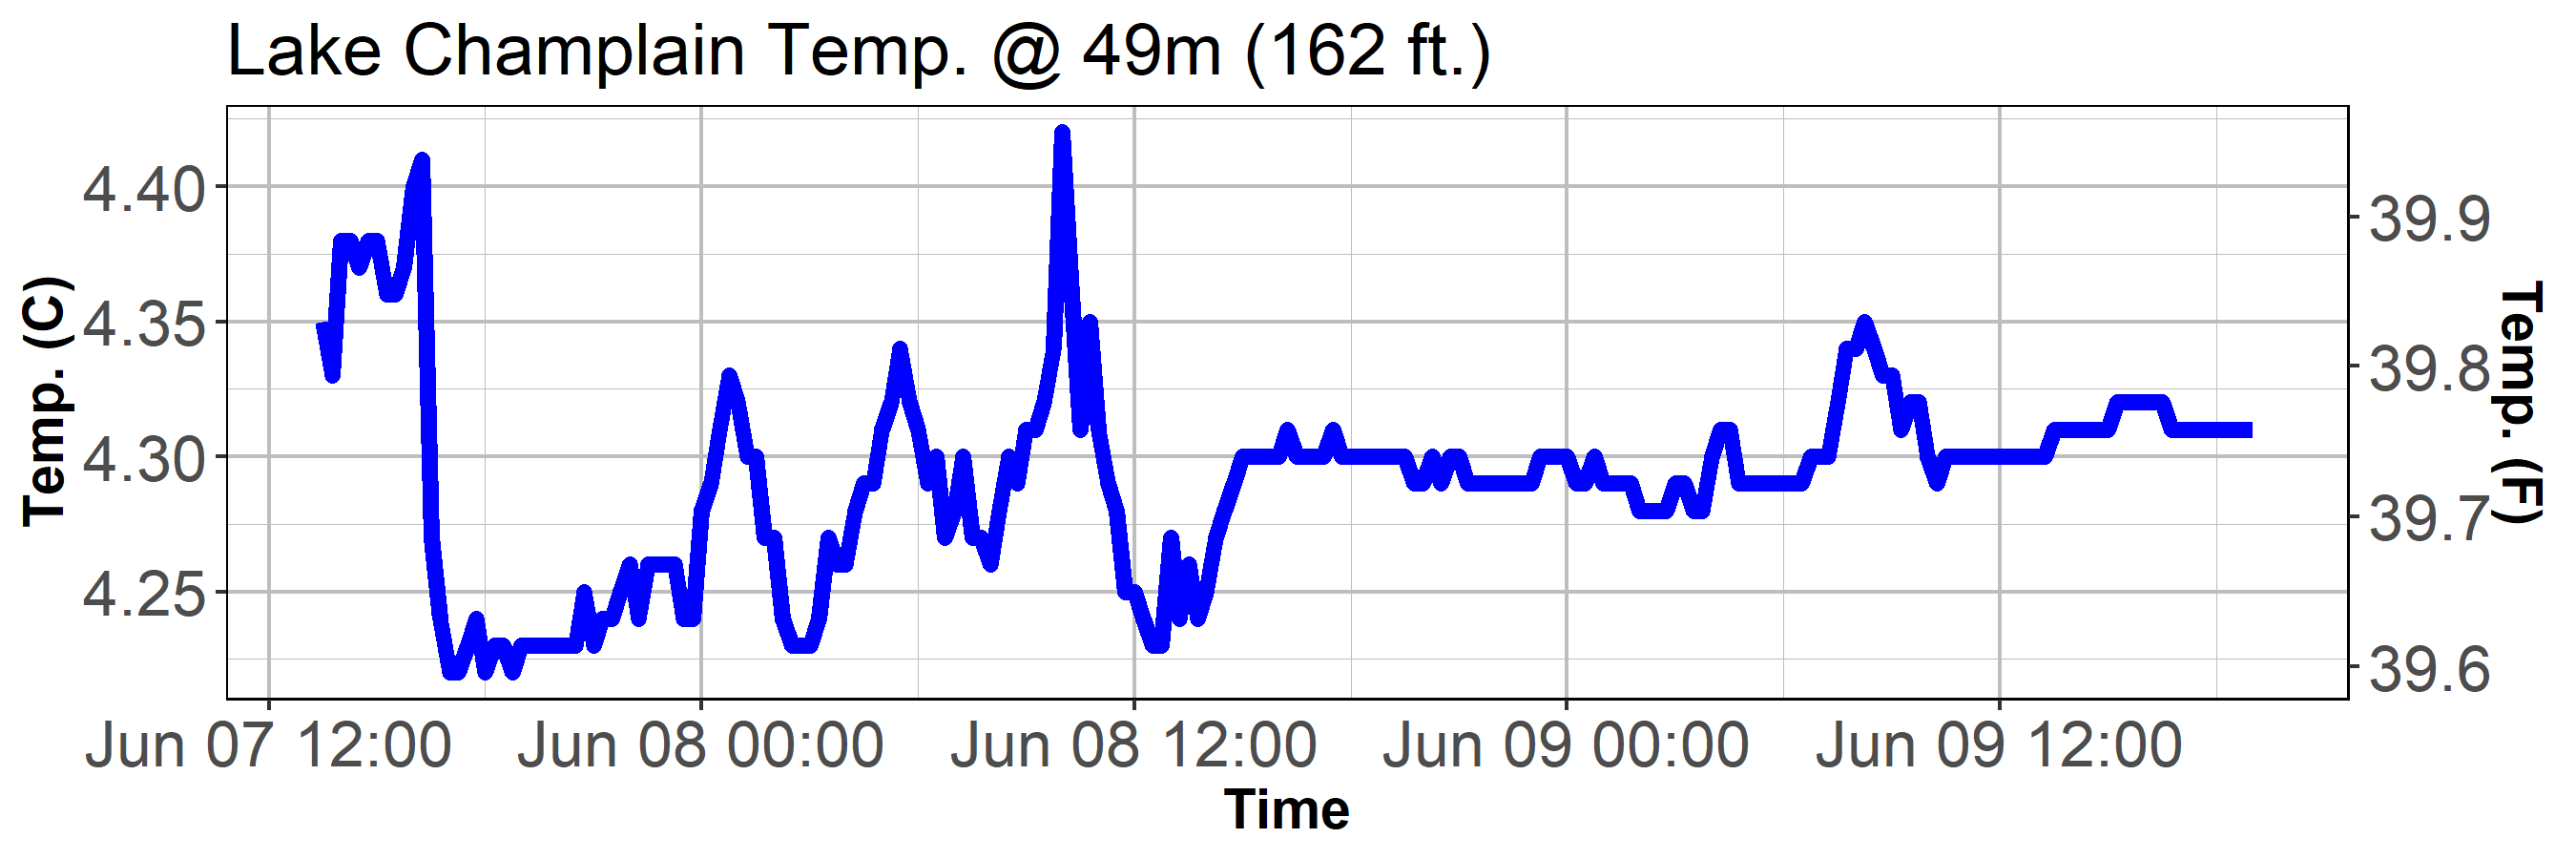 Lake Champlain Temp. @ 49m (162 ft.)
Temp. (C)
4.40
4.35
4.30
4.25
39.9
39.8
39.7
39.6
Temp. (F)
Jun 07 12:00 Jun 08 00:00 Jun 08 12:00 Jun 09 00:00 Jun 09 12:00
Time